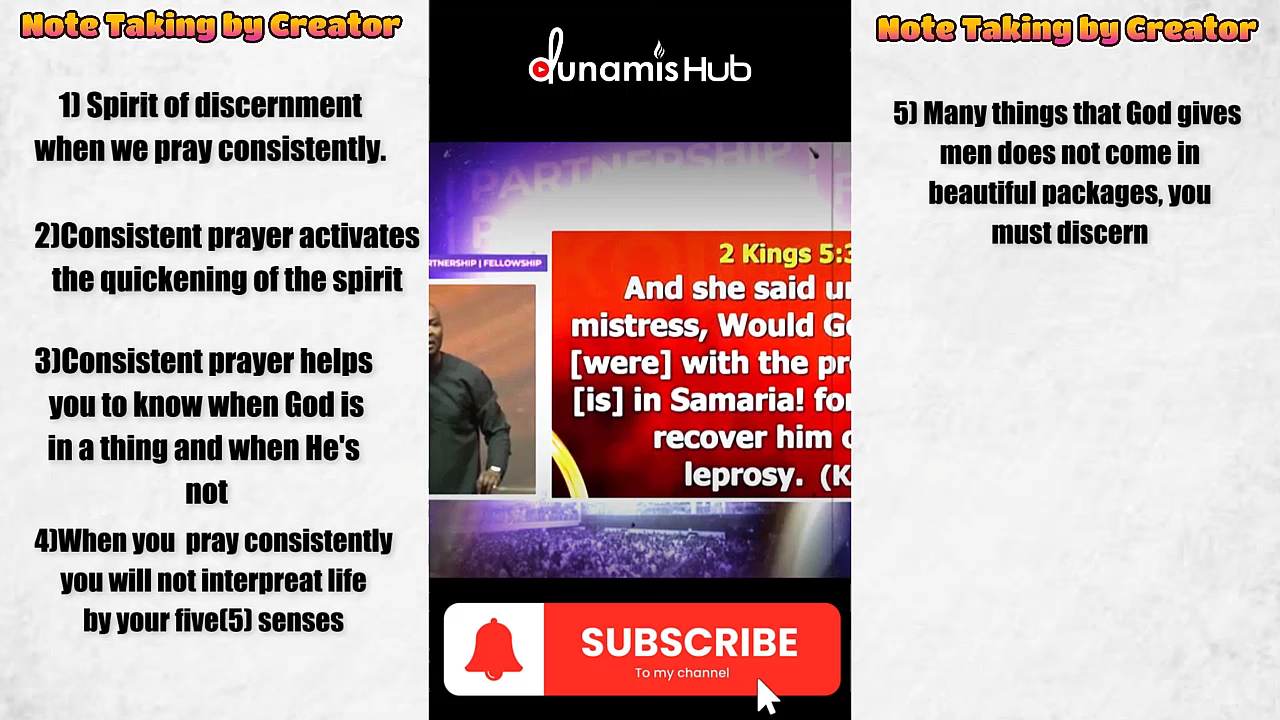 Note Taking by Creator
1) Spirit of discernment
when we pray consistently.
2)Consistent prayer activates
the quickening of the spirit
3)Consistent prayer helps
you to know when God is
in a thing and when He's
not
4)When you pray consistently
you will not interpreat life
by your five(5) senses
dunamis Hub
PARTNERSHIP
RTNERSHIP | FELLOWSHIP
2 Kings 5:3
And she said un
mistress, Would Go
[were] with the pro
[is] in Samaria! for
recover him o
leprosy. (K
SUBSCRIBE
To my channel
Note Taking by Creator
5) Many things that God gives
men does not come in
beautiful packages, you
must discern